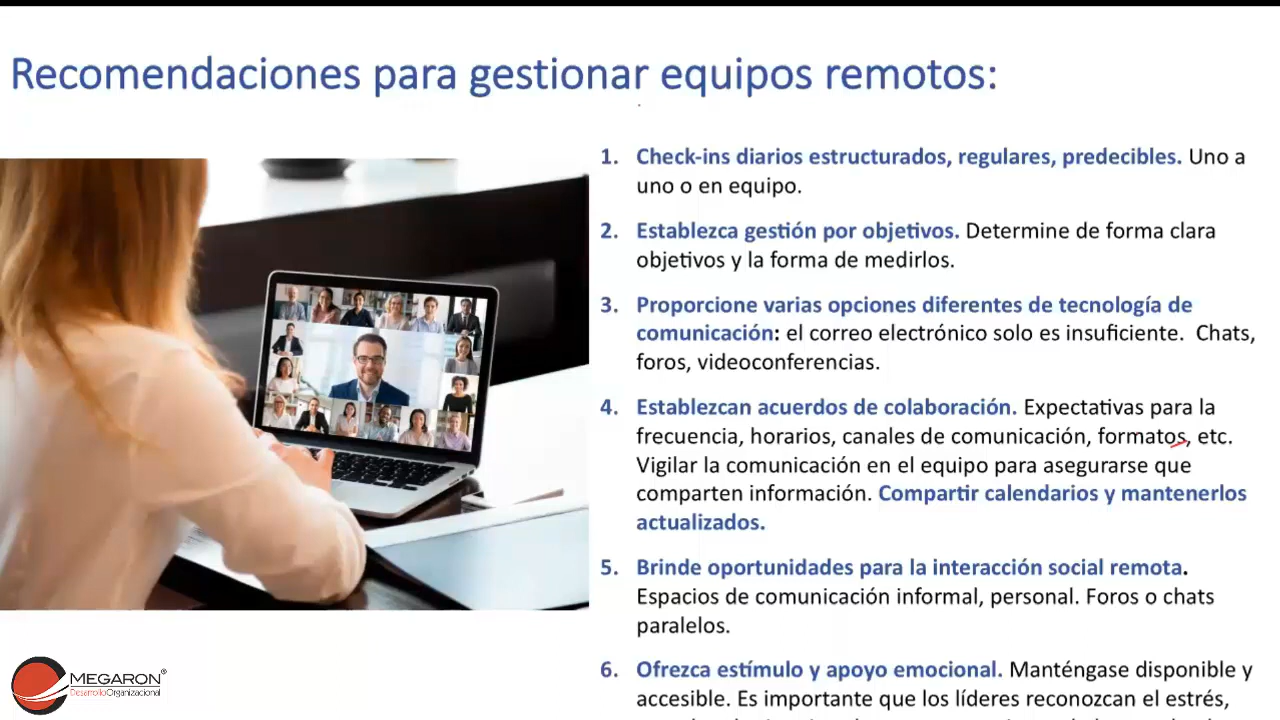 Recomendaciones para gestionar equipos remotos:
1. Check-ins diarios estructurados, regulares, predecibles. Uno a
uno o en equipo.
2. Establezca gestión por objetivos. Determine de forma clara
objetivos y la forma de medirlos.
3. Proporcione varias opciones diferentes de tecnología de
comunicación: el correo electrónico solo es insuficiente. Chats,
foros, videoconferencias.
4. Establezcan acuerdos de colaboración. Expectativas para la
frecuencia, horarios, canales de comunicación, formatos, etc.
Vigilar la comunicación en el equipo para asegurarse que
comparten información. Compartir calendarios y mantenerlos
actualizados.
5. Brinde oportunidades para la interacción social remota.
Espacios de comunicación informal, personal. Foros o chats
paralelos.
6. Ofrezca estímulo y apoyo emocional. Manténgase disponible y
accesible. Es importante que los líderes reconozcan el estrés,
MEGARON®
DesarrolloOrganizacional